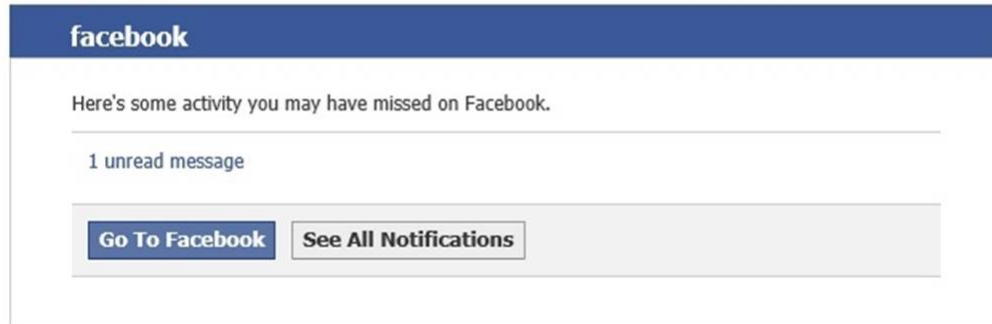 facebook
Here's some activity you may have missed on Facebook.
1 unread message
Go To Facebook See All Notifications